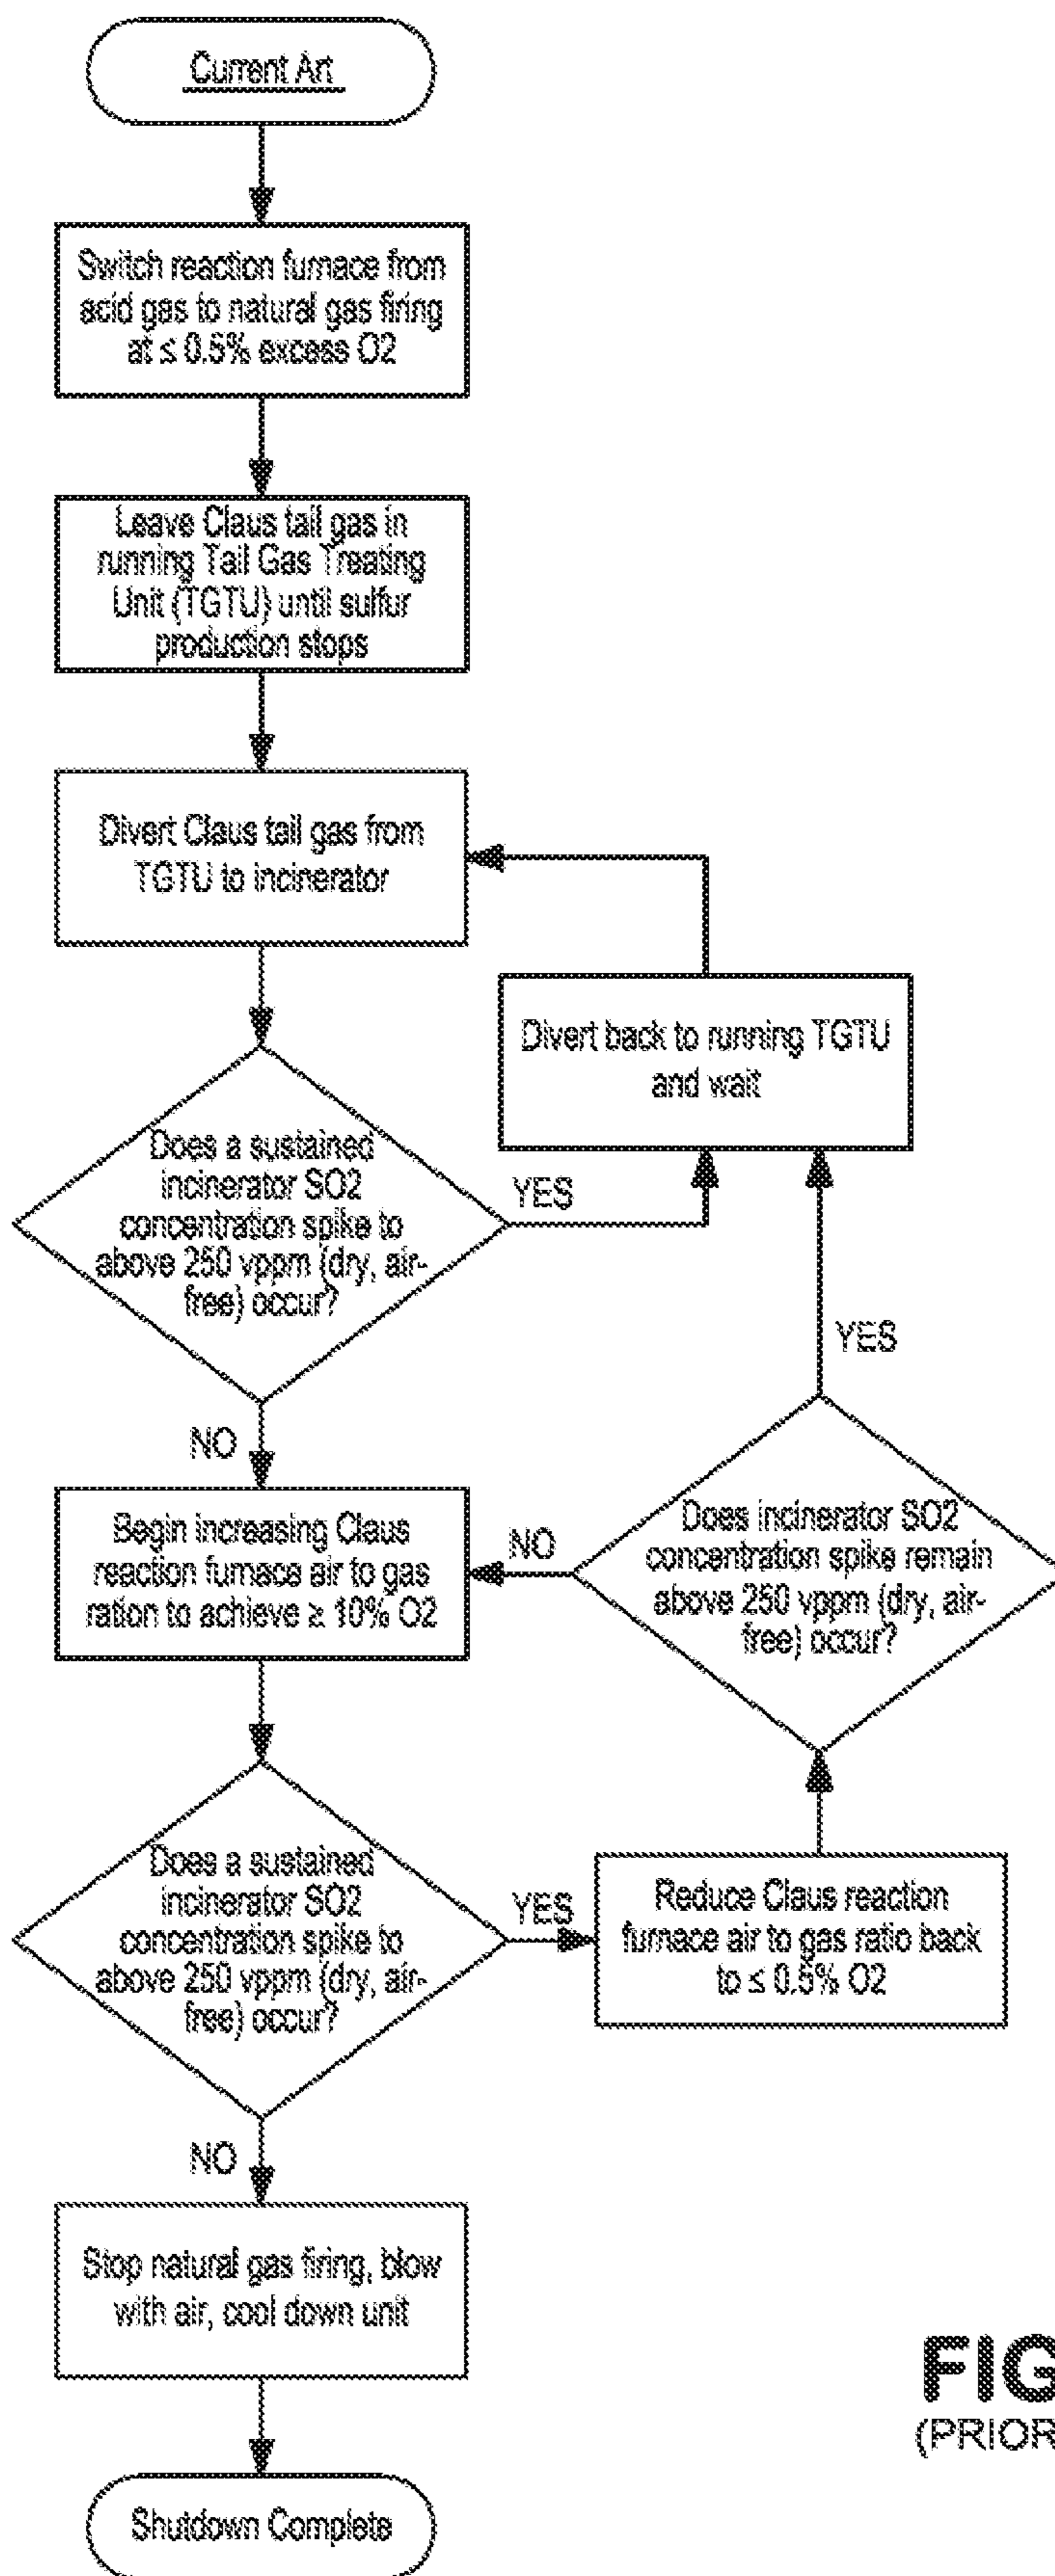 Current Art
Switch reaction furnace from
acid gas to natural gas firing
at ≤ 0.5% excess O2
Leave Claus tail gas in
running Tail Gas Treating
Unit (TGTU) until sulfur
production stops
Divert Claus tail gas from
TGTU to incinerator
Divert back to running TGTU
and wait
Does a sustained
incinerator SO2
concentration spike to
above 250 vppm (dry, air-
free) occur?
YES
YES
NO
Begin increasing Claus
reaction furnace air to gas
ration to achieve ≥ 10% O2
NO
Does incinerator SO2
concentration spike remain
above 250 vppm (dry, air-
free) occur?
Does a sustained
incinerator SO2
concentration spike to
above 250 vppm (dry, air-
free) occur?
YES
Reduce Claus reaction
furnace air to gas ratio back
to ≤ 0.5% O2
NO
Stop natural gas firing, blow
with air, cool down unit
FIG
(PRIOR
Shutdown Complete